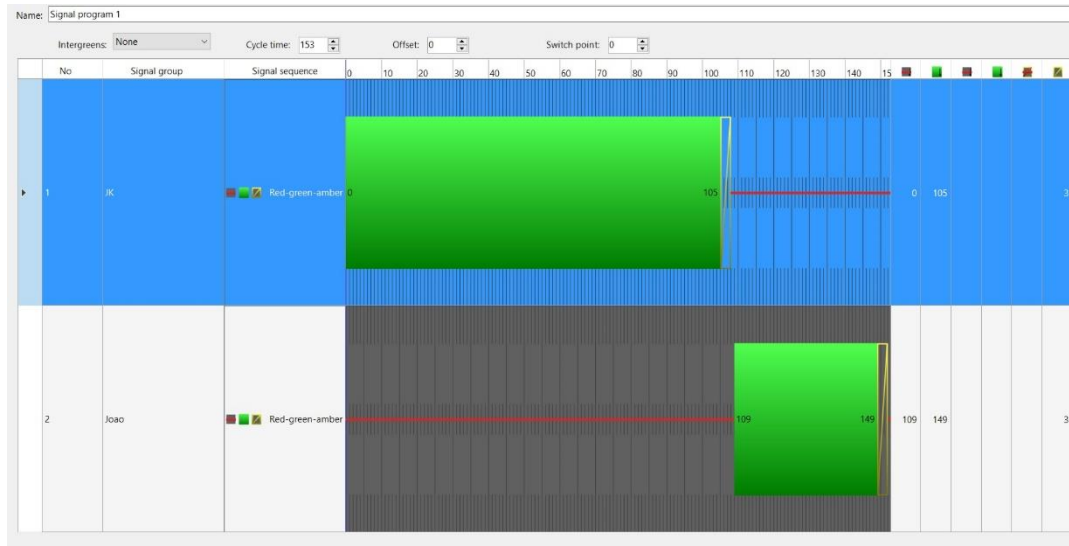 Name: Signal program 1
Intergreens: None Cycle time: 153 Offset: 0 Switch point: 0
No Signal group Signal sequence 0 10 20 30 40 50 60 70 80 90 100 110 120 130 140 15
1 JK Red-green-amber 0 105 0 105 3
2 Joao Red-green-amber 109 149 109 149 3